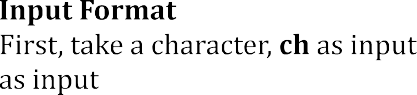 Input Format
First, take a character, ch as input
as input